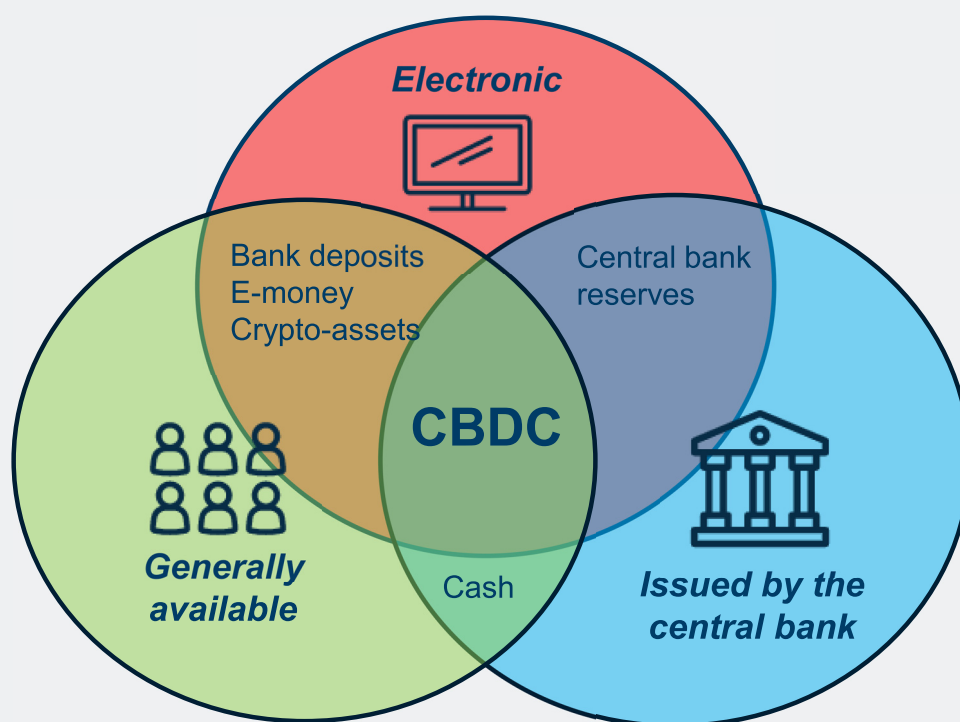 Electronic
Bank deposits
E-money
Crypto-assets
Central bank
reserves
CBDC
Generally
available
Cash
Issued by the
central bank